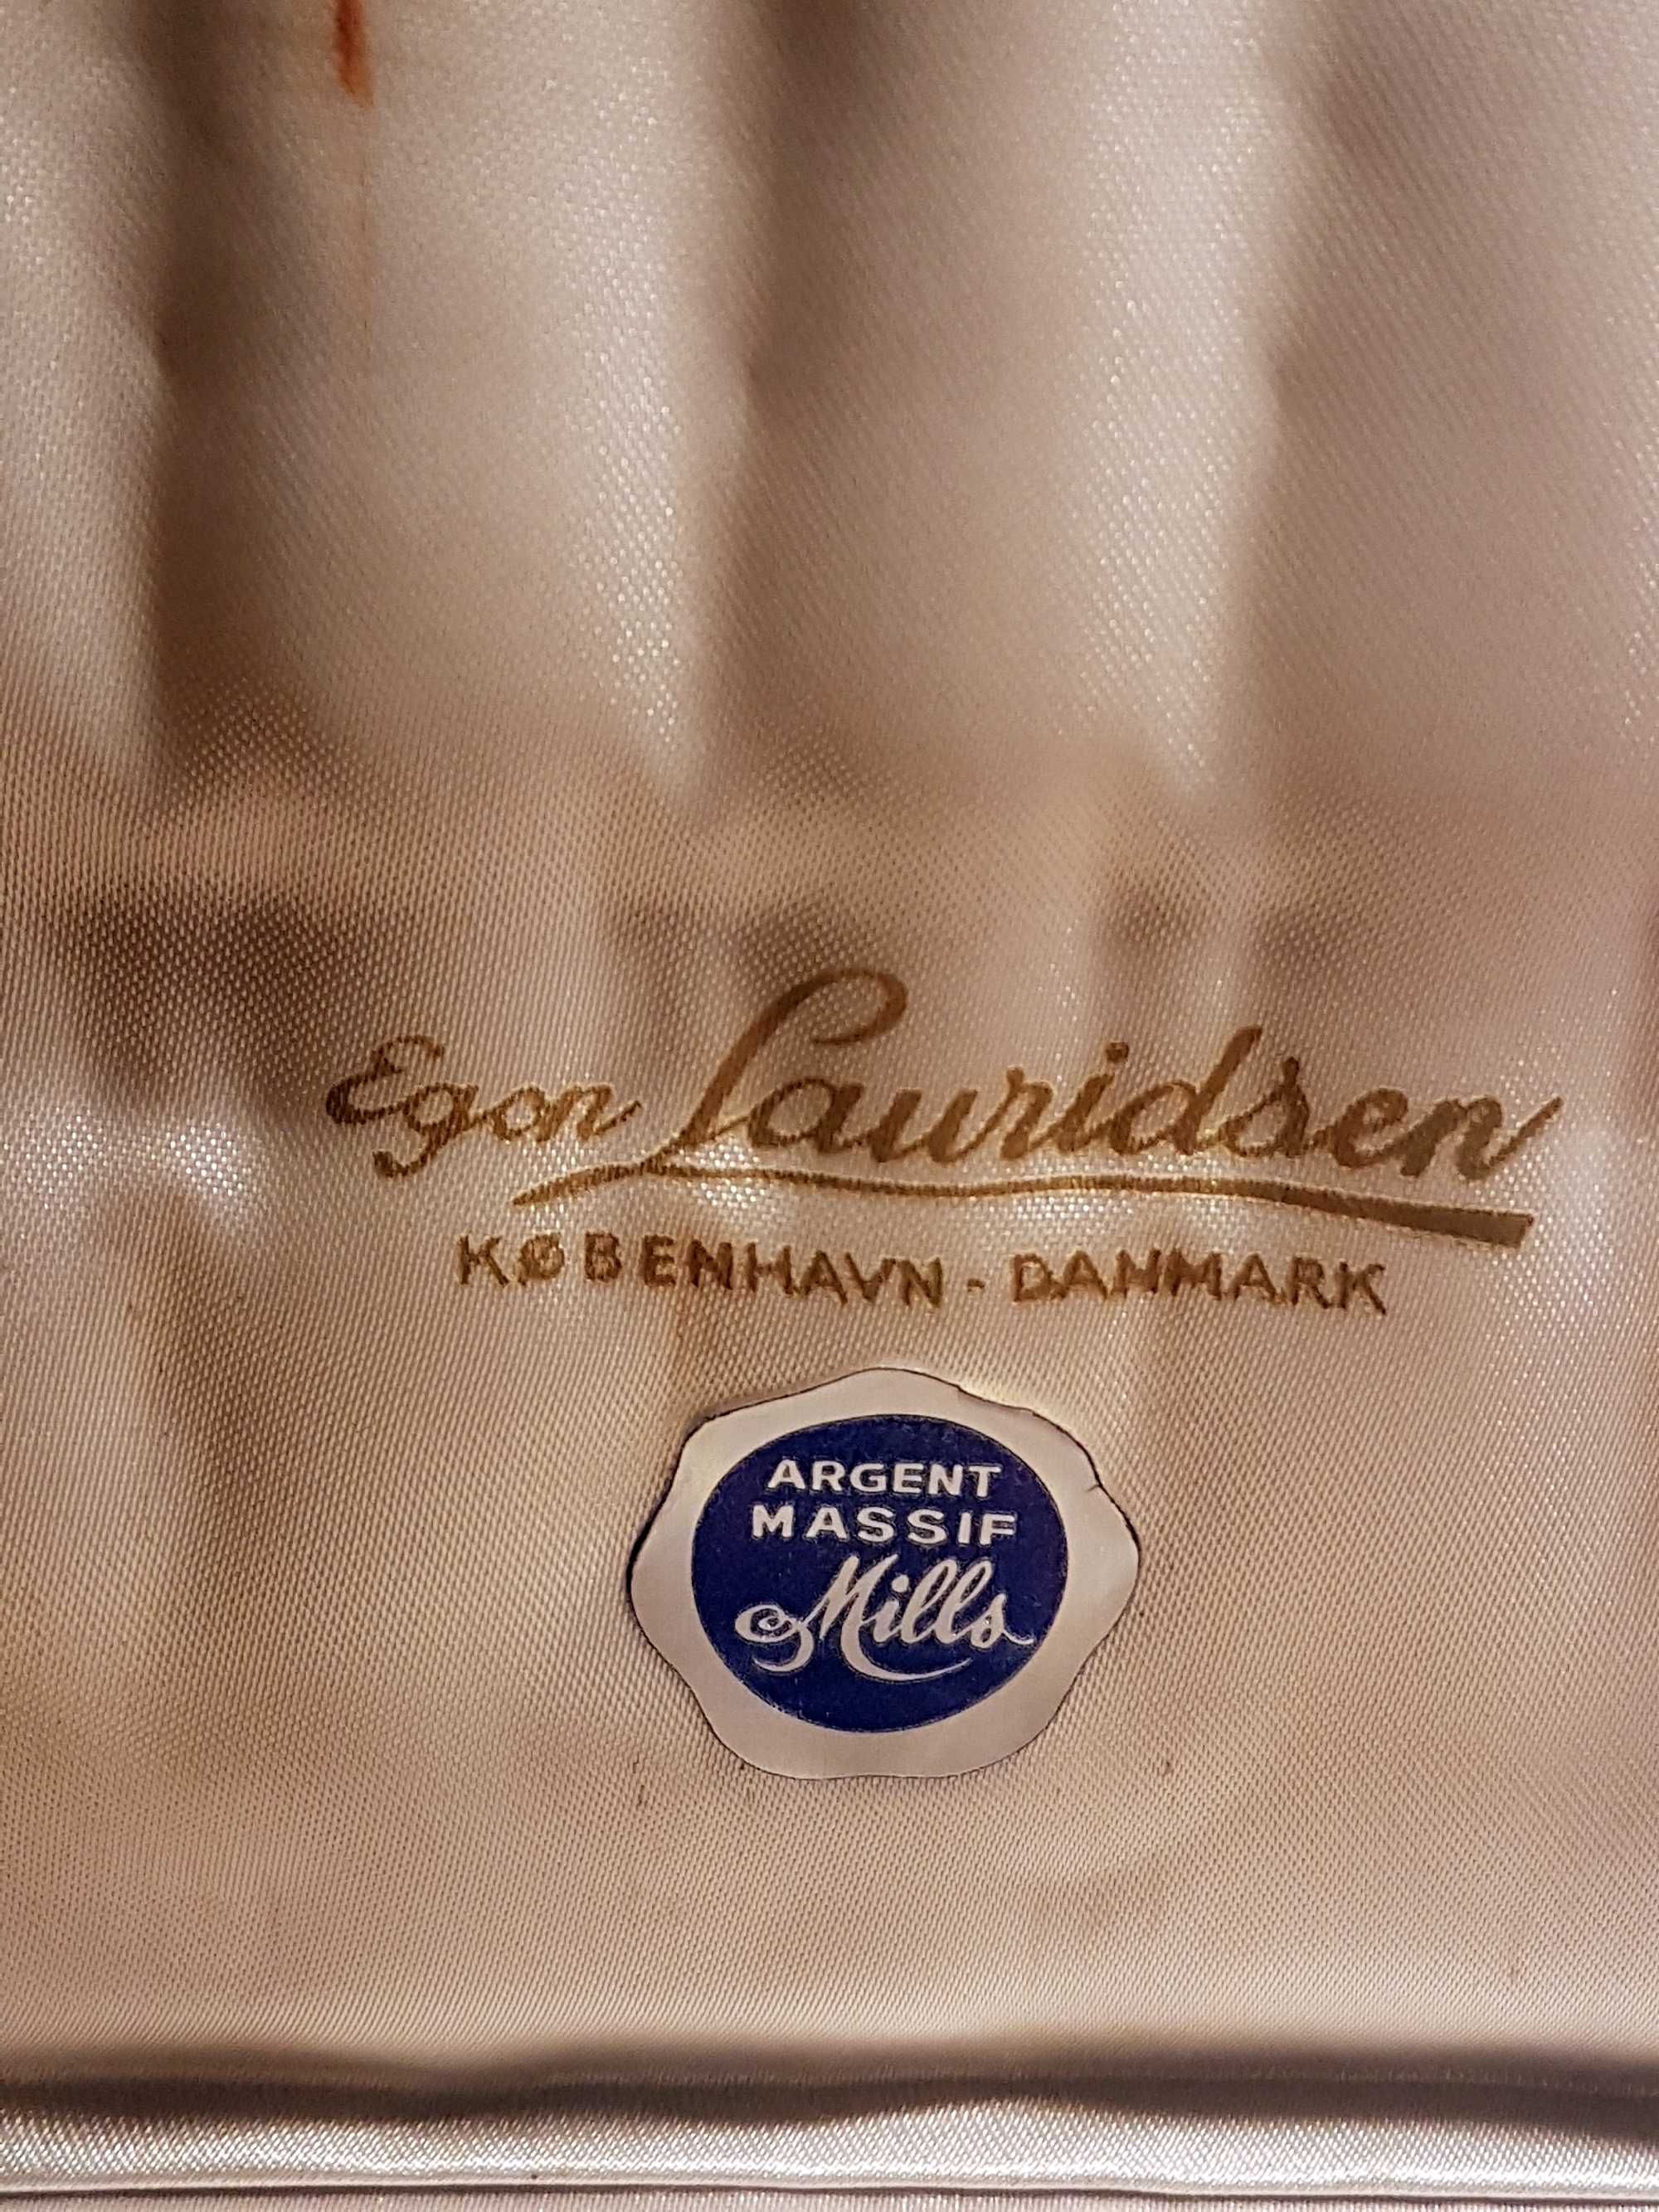 Egon Lauridsen
KØBENHAVN - DANMARK
ARGENT
MASSIF
Mills